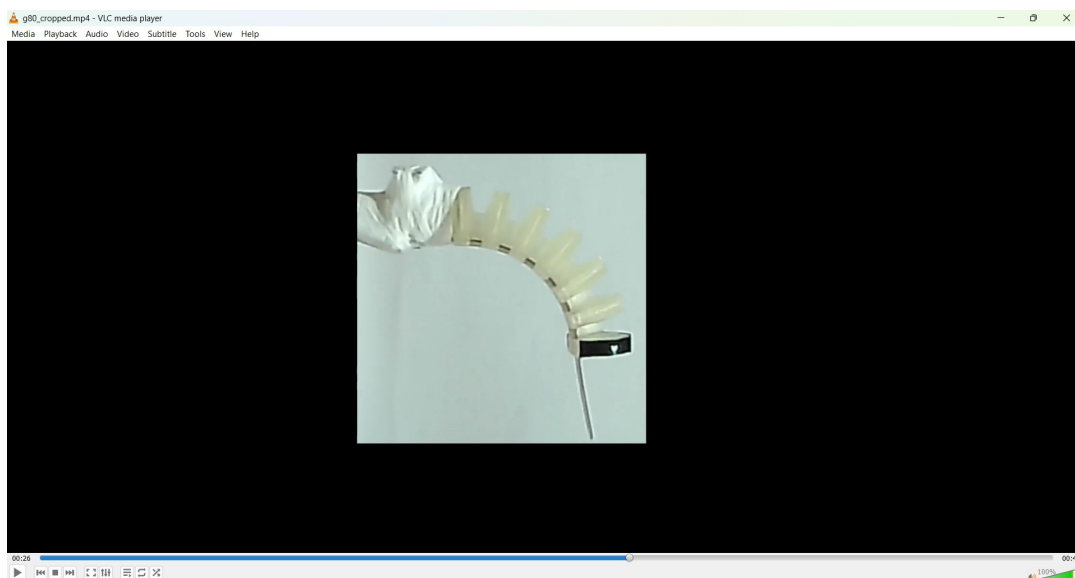 g80_cropped.mp4 - VLC media player
Media Playback Audio Video Subtitle Tools View Help
00:26
100%